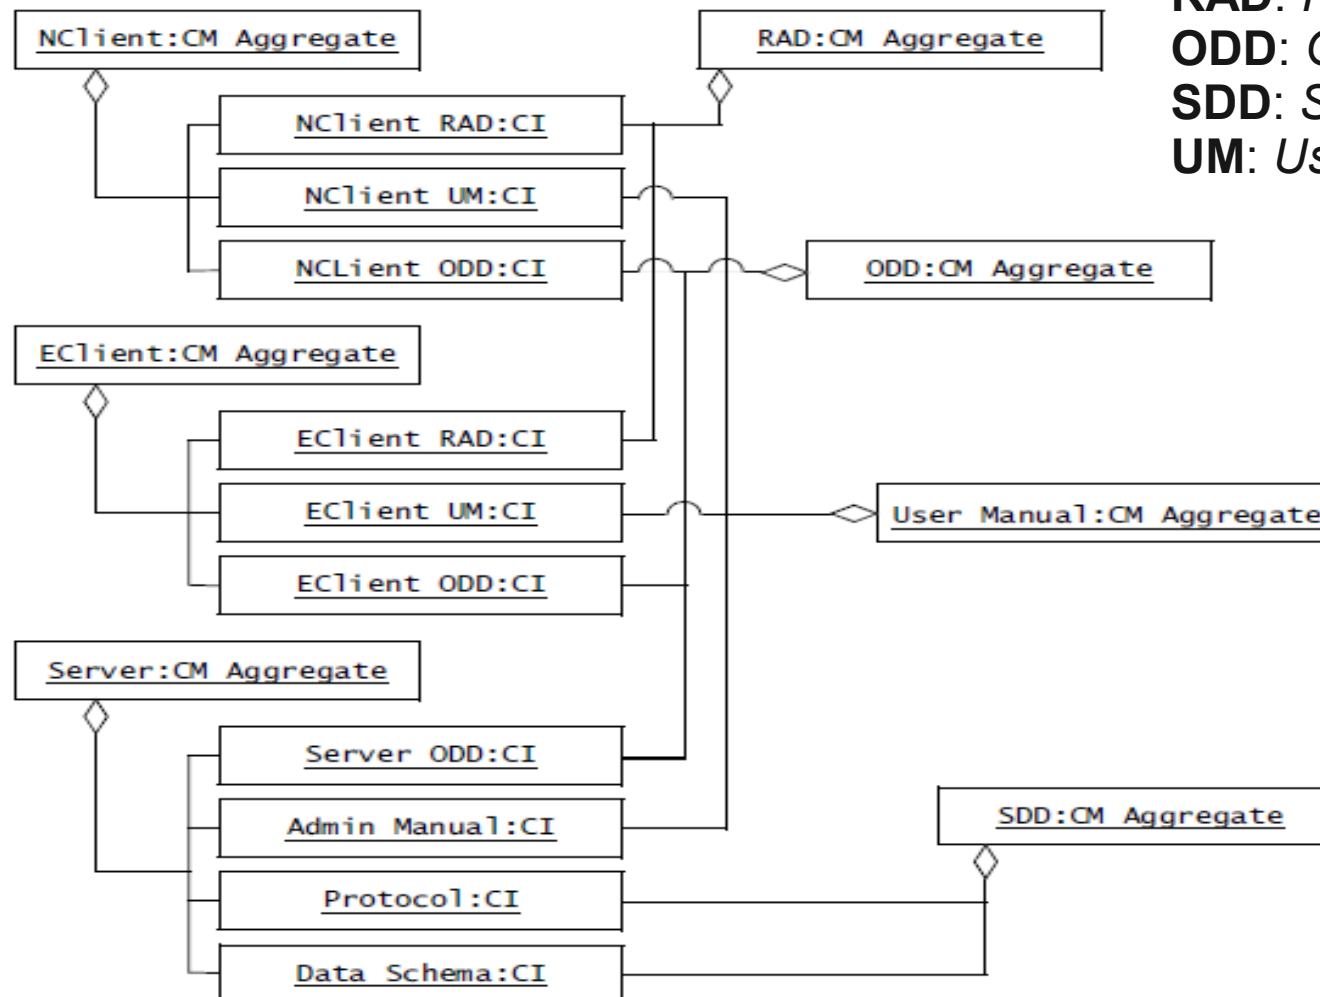 NClient:CM Aggregate
RAD:CM Aggregate
RAD:
ODD:
SDD:
UM:
NClient RAD:CI
NClient UM:CI
NCLient ODD:CI
ODD:CM Aggregate
EClient:CM Aggregate
EClient RAD:CI
EClient UM:CI
User Manual:CM Aggregate
EClient ODD:CI
Server:CM Aggregate
Server ODD:CI
Admin Manual:CI
SDD:CM Aggregate
Protocol:CI
Data Schema:CI